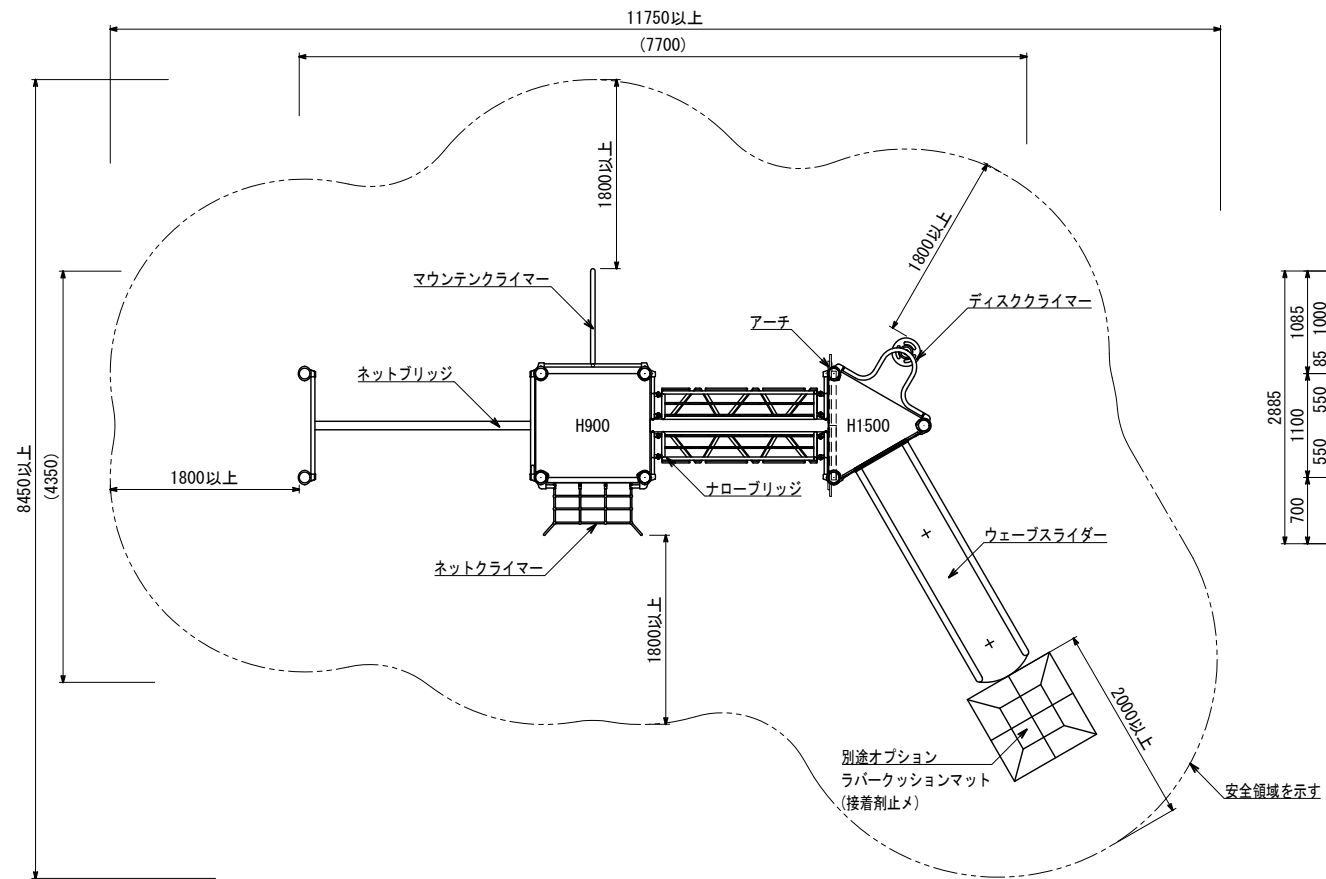 11750以上
(7700)
1800以上
1800以上
マウンテンクライマー
ディスククライマー
アーチ
ネットブリッジ
H900
H1500
8450以上
(4350)
1800以上
ナローブリッジ
ネットクライマー
ウェーブスライダー
1800以上
2000以上
別途オプション
ラバークッションマット
(接着剤止メ)
安全領域を示す
2885
1085
1100
700
1000
85
550
550